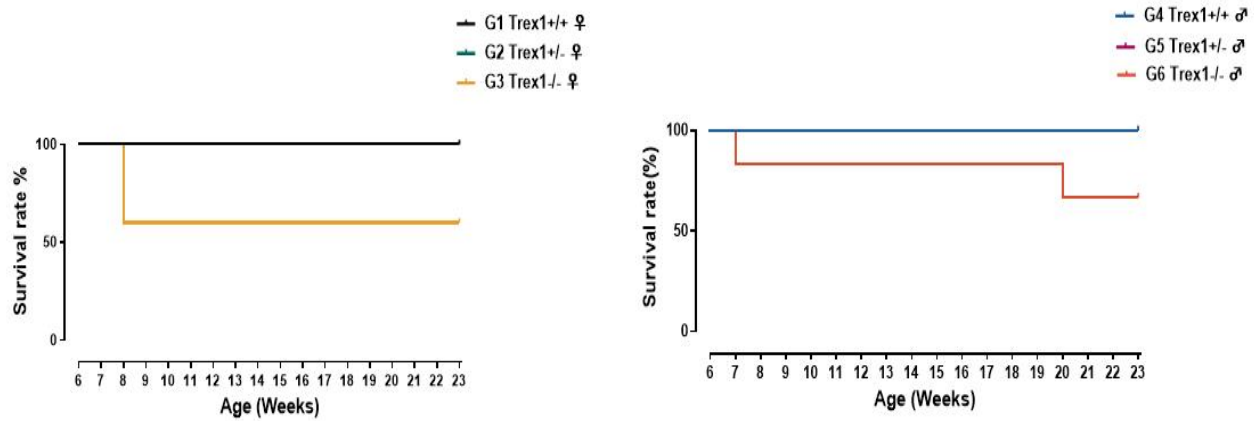 G1 Trex1+/+ ♀
G2 Trex1+/- ♀
G3 Trex1-/- ♀
Survival rate %
100
50
0
6 7 8 9 10 11 12 13 14 15 16 17 18 19 20 21 22 23
Age (Weeks)
G4 Trex1+/+ ♂
G5 Trex1+/- ♂
G6 Trex1-/- ♂
Survival rate(%)
100
50
0
6 7 8 9 10 11 12 13 14 15 16 17 18 19 20 21 22 23
Age (Weeks)